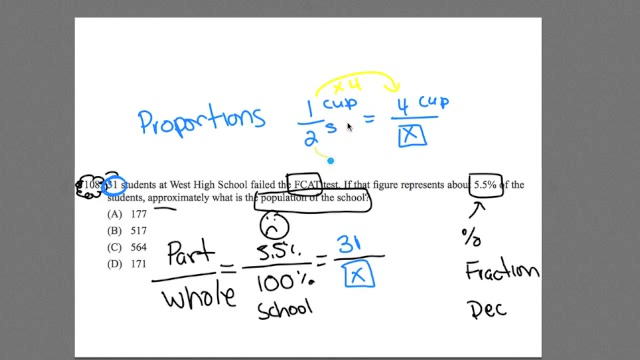 x4
Proportions 1 cup / 2 s = 4 cup / x
108. 31 students at West High School failed the FCAT test. If that figure represents about 5.5% of the
students, approximately what is the population of the school?
(A) 177
(B) 517
(C) 564
(D) 171
Part / whole = 5.5% / 100% = 31 / x
School
%
Fraction
Dec